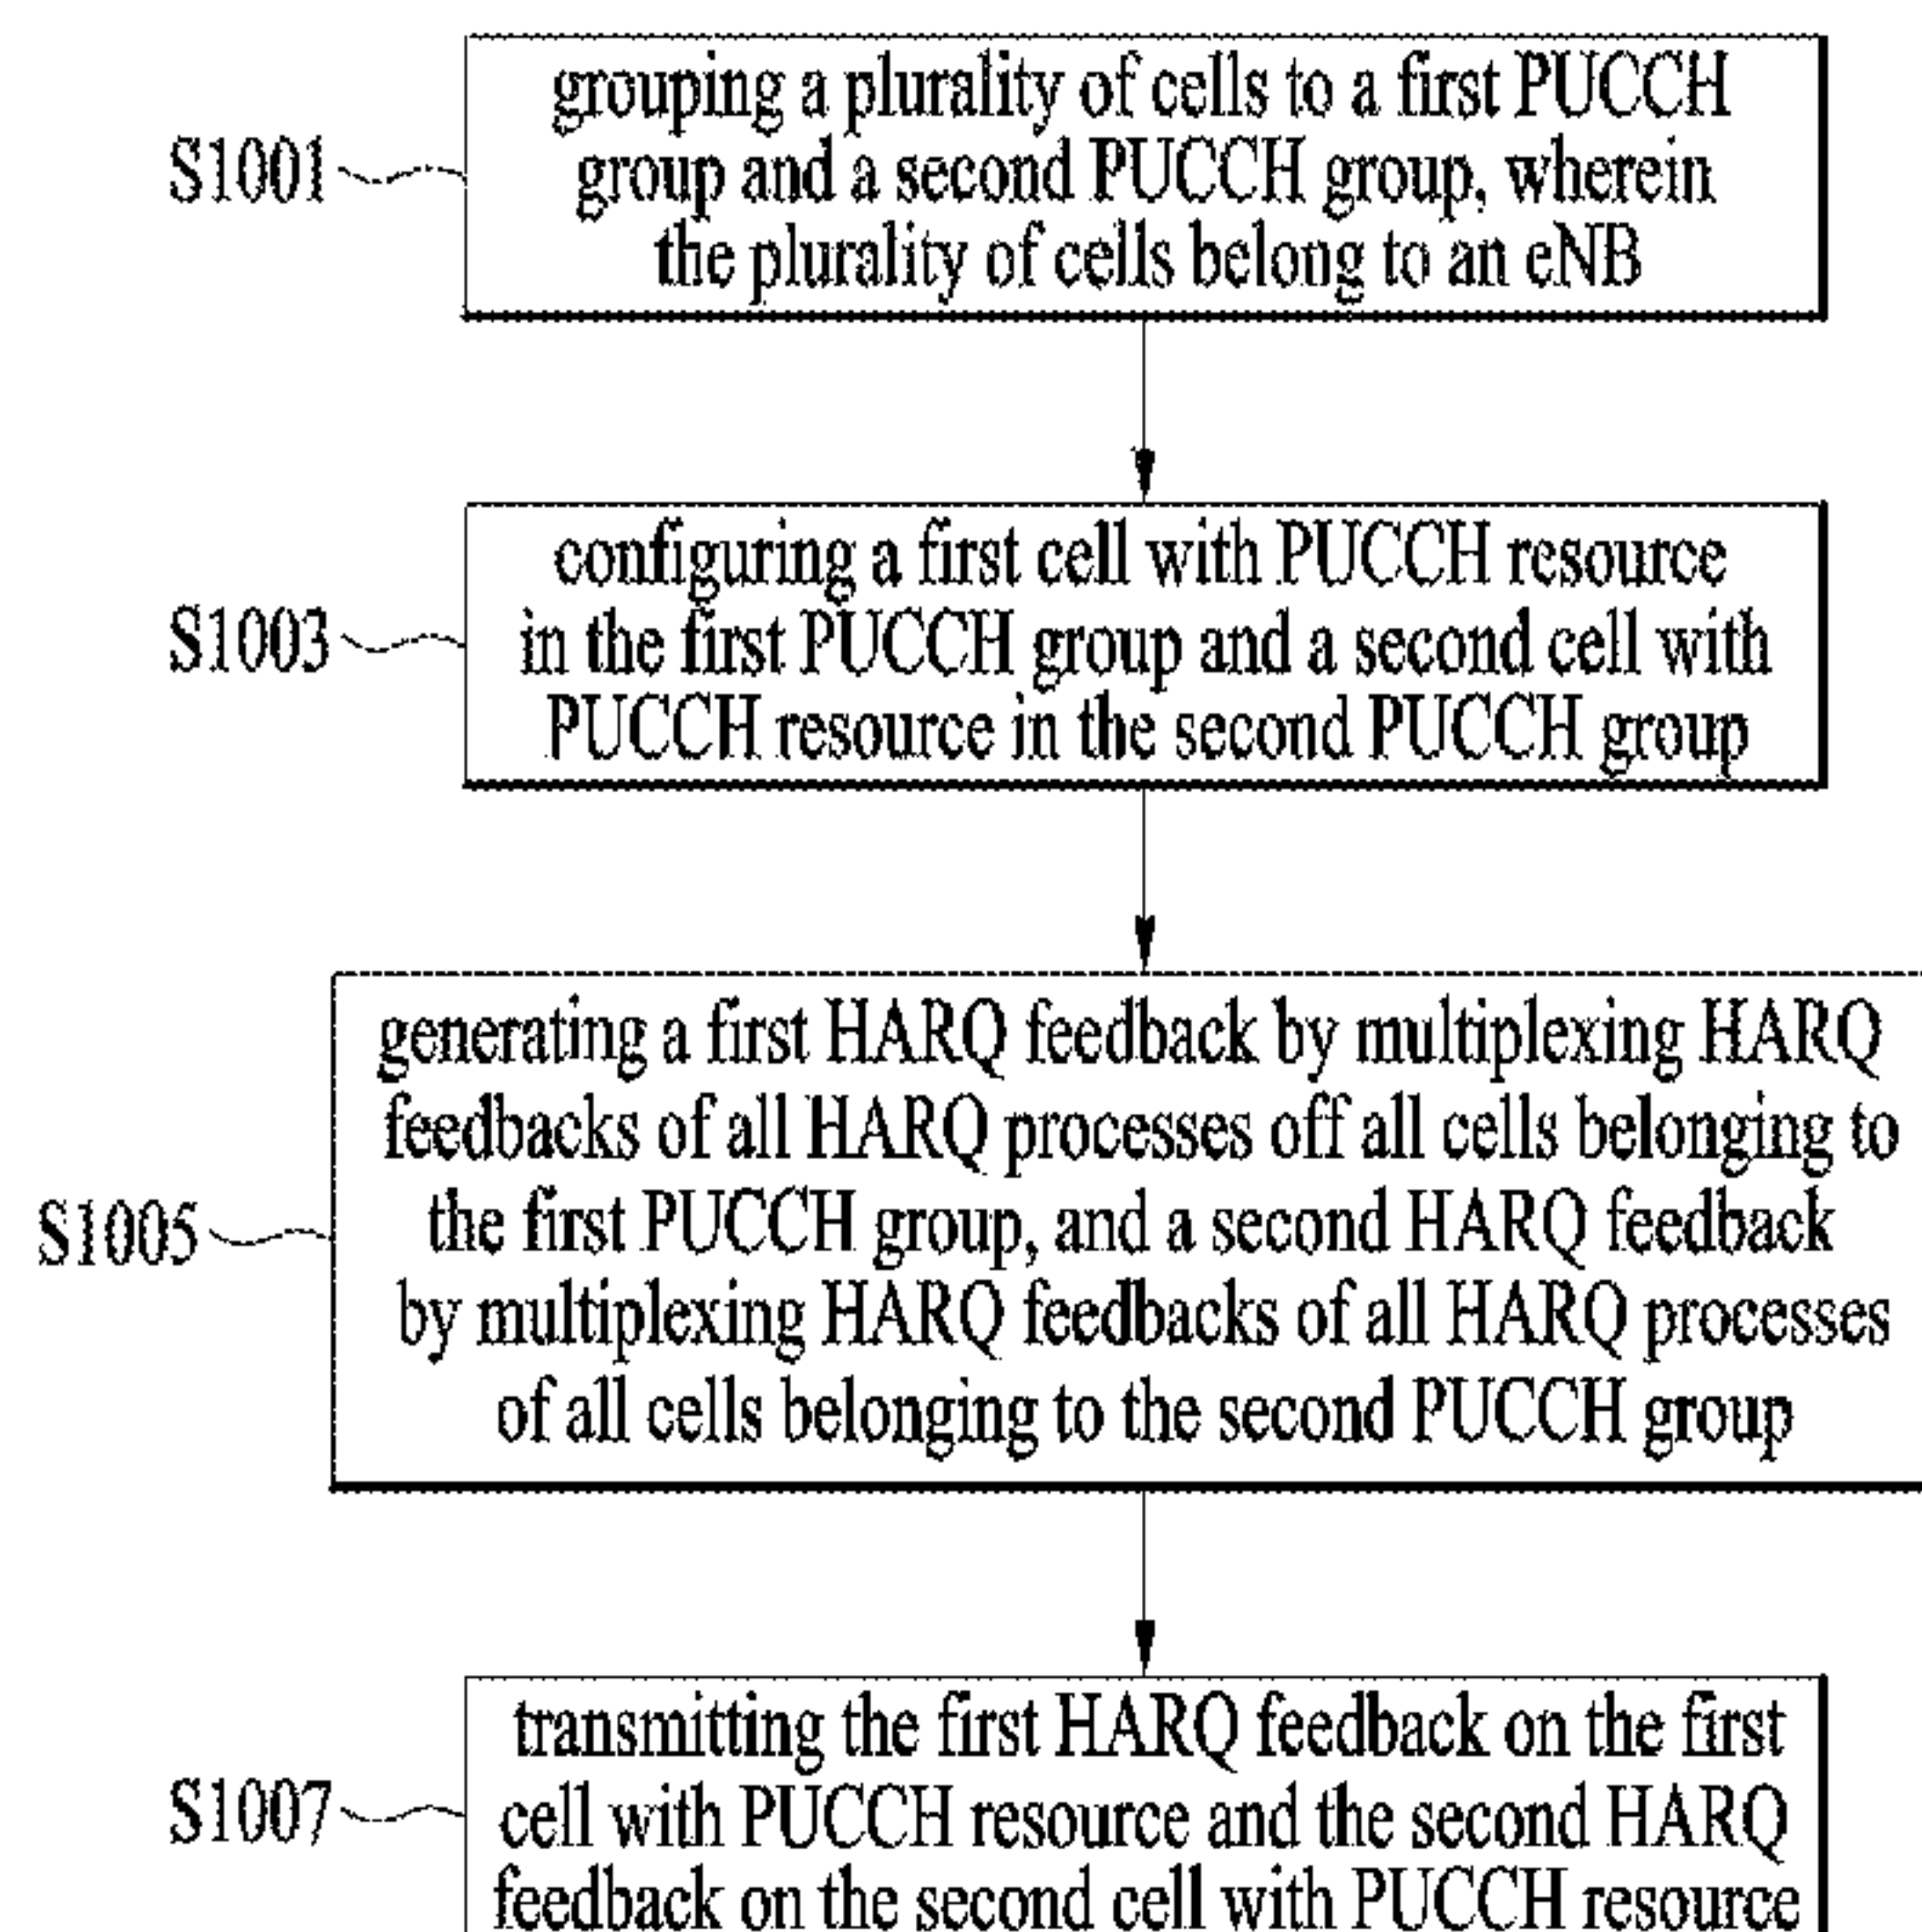 grouping a plurality of cells to a first PUCCH
S1001
group and a second PUCCH group, wherein
the plurality of cells belong to an eNB
configuring a first cell with PUCCH resource
S1003
in the first PUCCH group and a second cell with
PUCCH resource in the second PUCCH group
generating a first HARQ feedback by multiplexing HARQ
feedbacks of all HARQ processes off all cells belonging to
S1005
the first PUCCH group, and a second HARQ feedback
by multiplexing HARQ feedbacks of all HARQ processes
of all cells belonging to the second PUCCH group
transmitting the first HARQ feedback on the first
S1007
cell with PUCCH resource and the second HARQ
feedback on the second cell with PUCCH resource